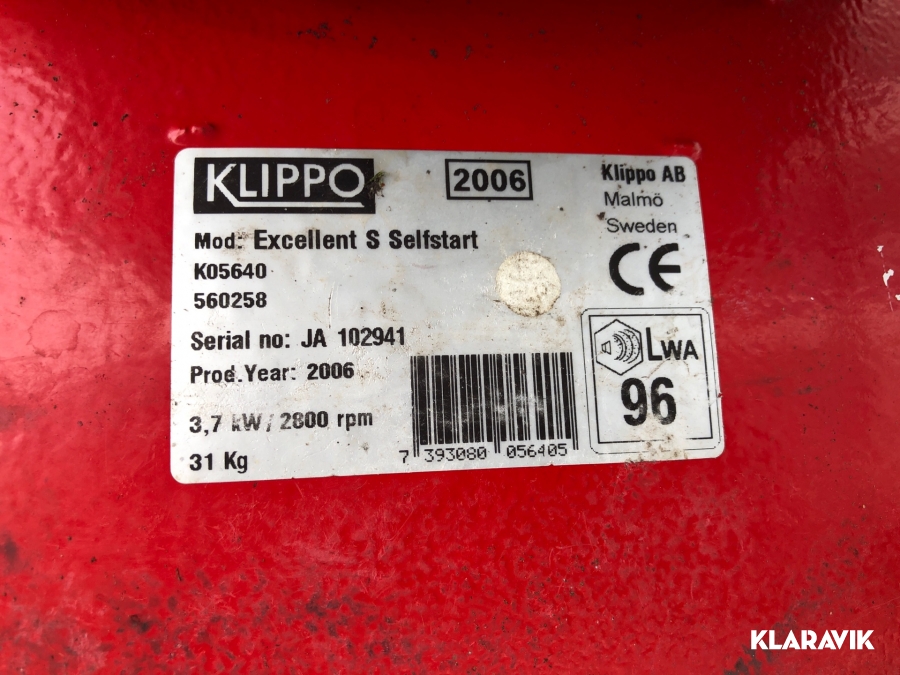 KLIPPO
2006
Klippo AB
Malmö
Sweden
CE
Mod: Excellent S Selfstart
K05640
560258
Serial no: JA 102941
Prod.Year: 2006
3,7 kW / 2800 rpm
31 Kg
7 393080 056405
LWA
96
KLARAVIK